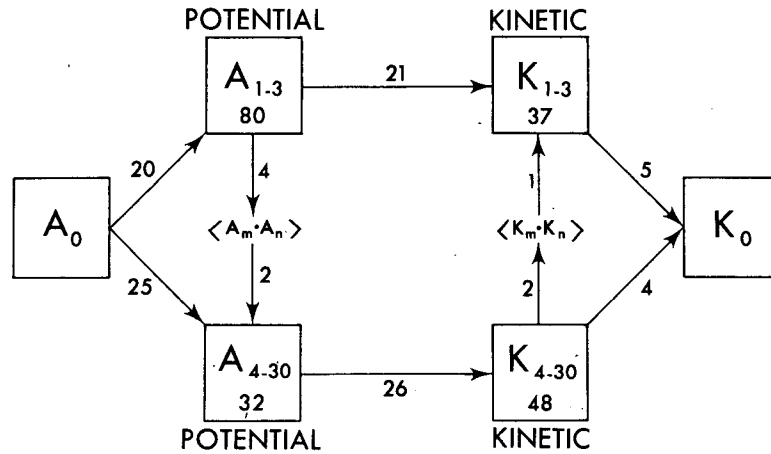 POTENTIAL KINETIC
A1-3 21 K1-3
80 37
20 4 1 5
A0 <Am·An> <Km·Kn> K0
25 2 2 4
A4-30 26 K4-30
32 48
POTENTIAL KINETIC